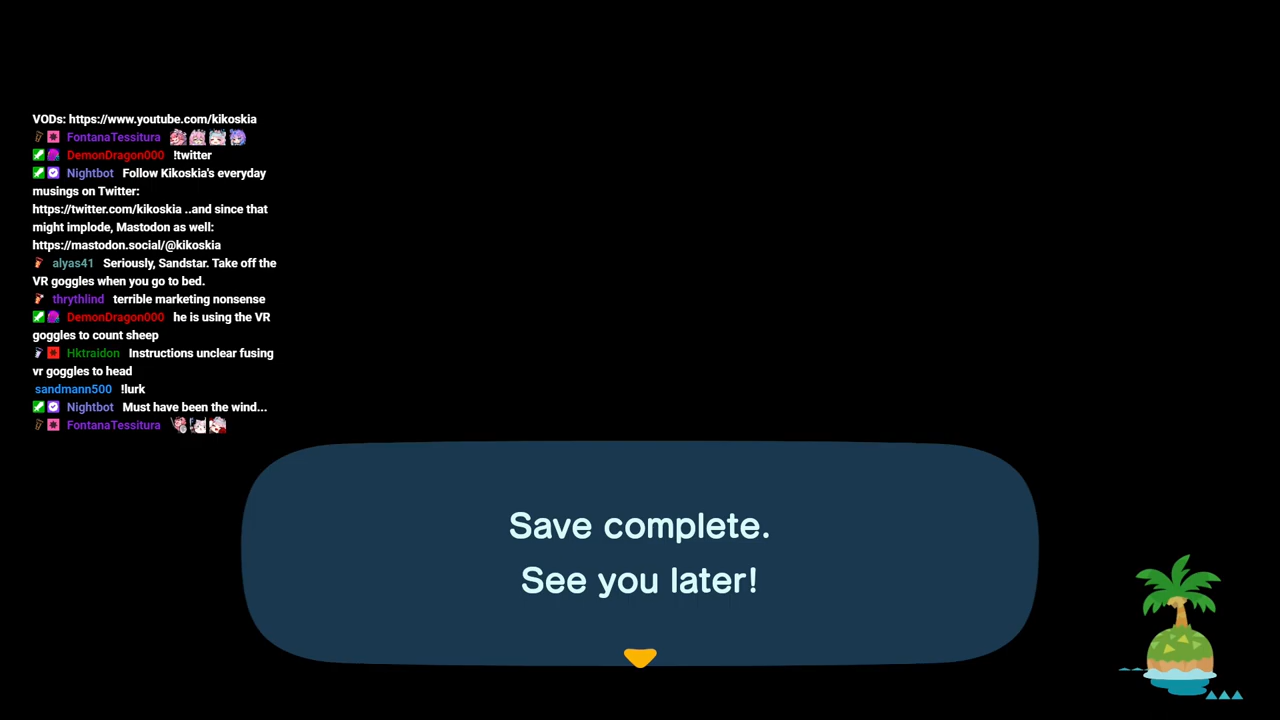 VODs: https://www.youtube.com/kikoskia
FontanaTessitura
DemonDragon000 !twitter
Nightbot Follow Kikoskia's everyday
musings on Twitter:
https://twitter.com/kikoskia ..and since that
might implode, Mastodon as well:
https://mastodon.social/@kikoskia
alyas41 Seriously, Sandstar. Take off the
VR goggles when you go to bed.
thrythlind terrible marketing nonsense
DemonDragon000 he is using the VR
goggles to count sheep
Hktraidon Instructions unclear fusing
vr goggles to head
sandmann500 !lurk
Nightbot Must have been the wind...
FontanaTessitura
Save complete.
See you later!